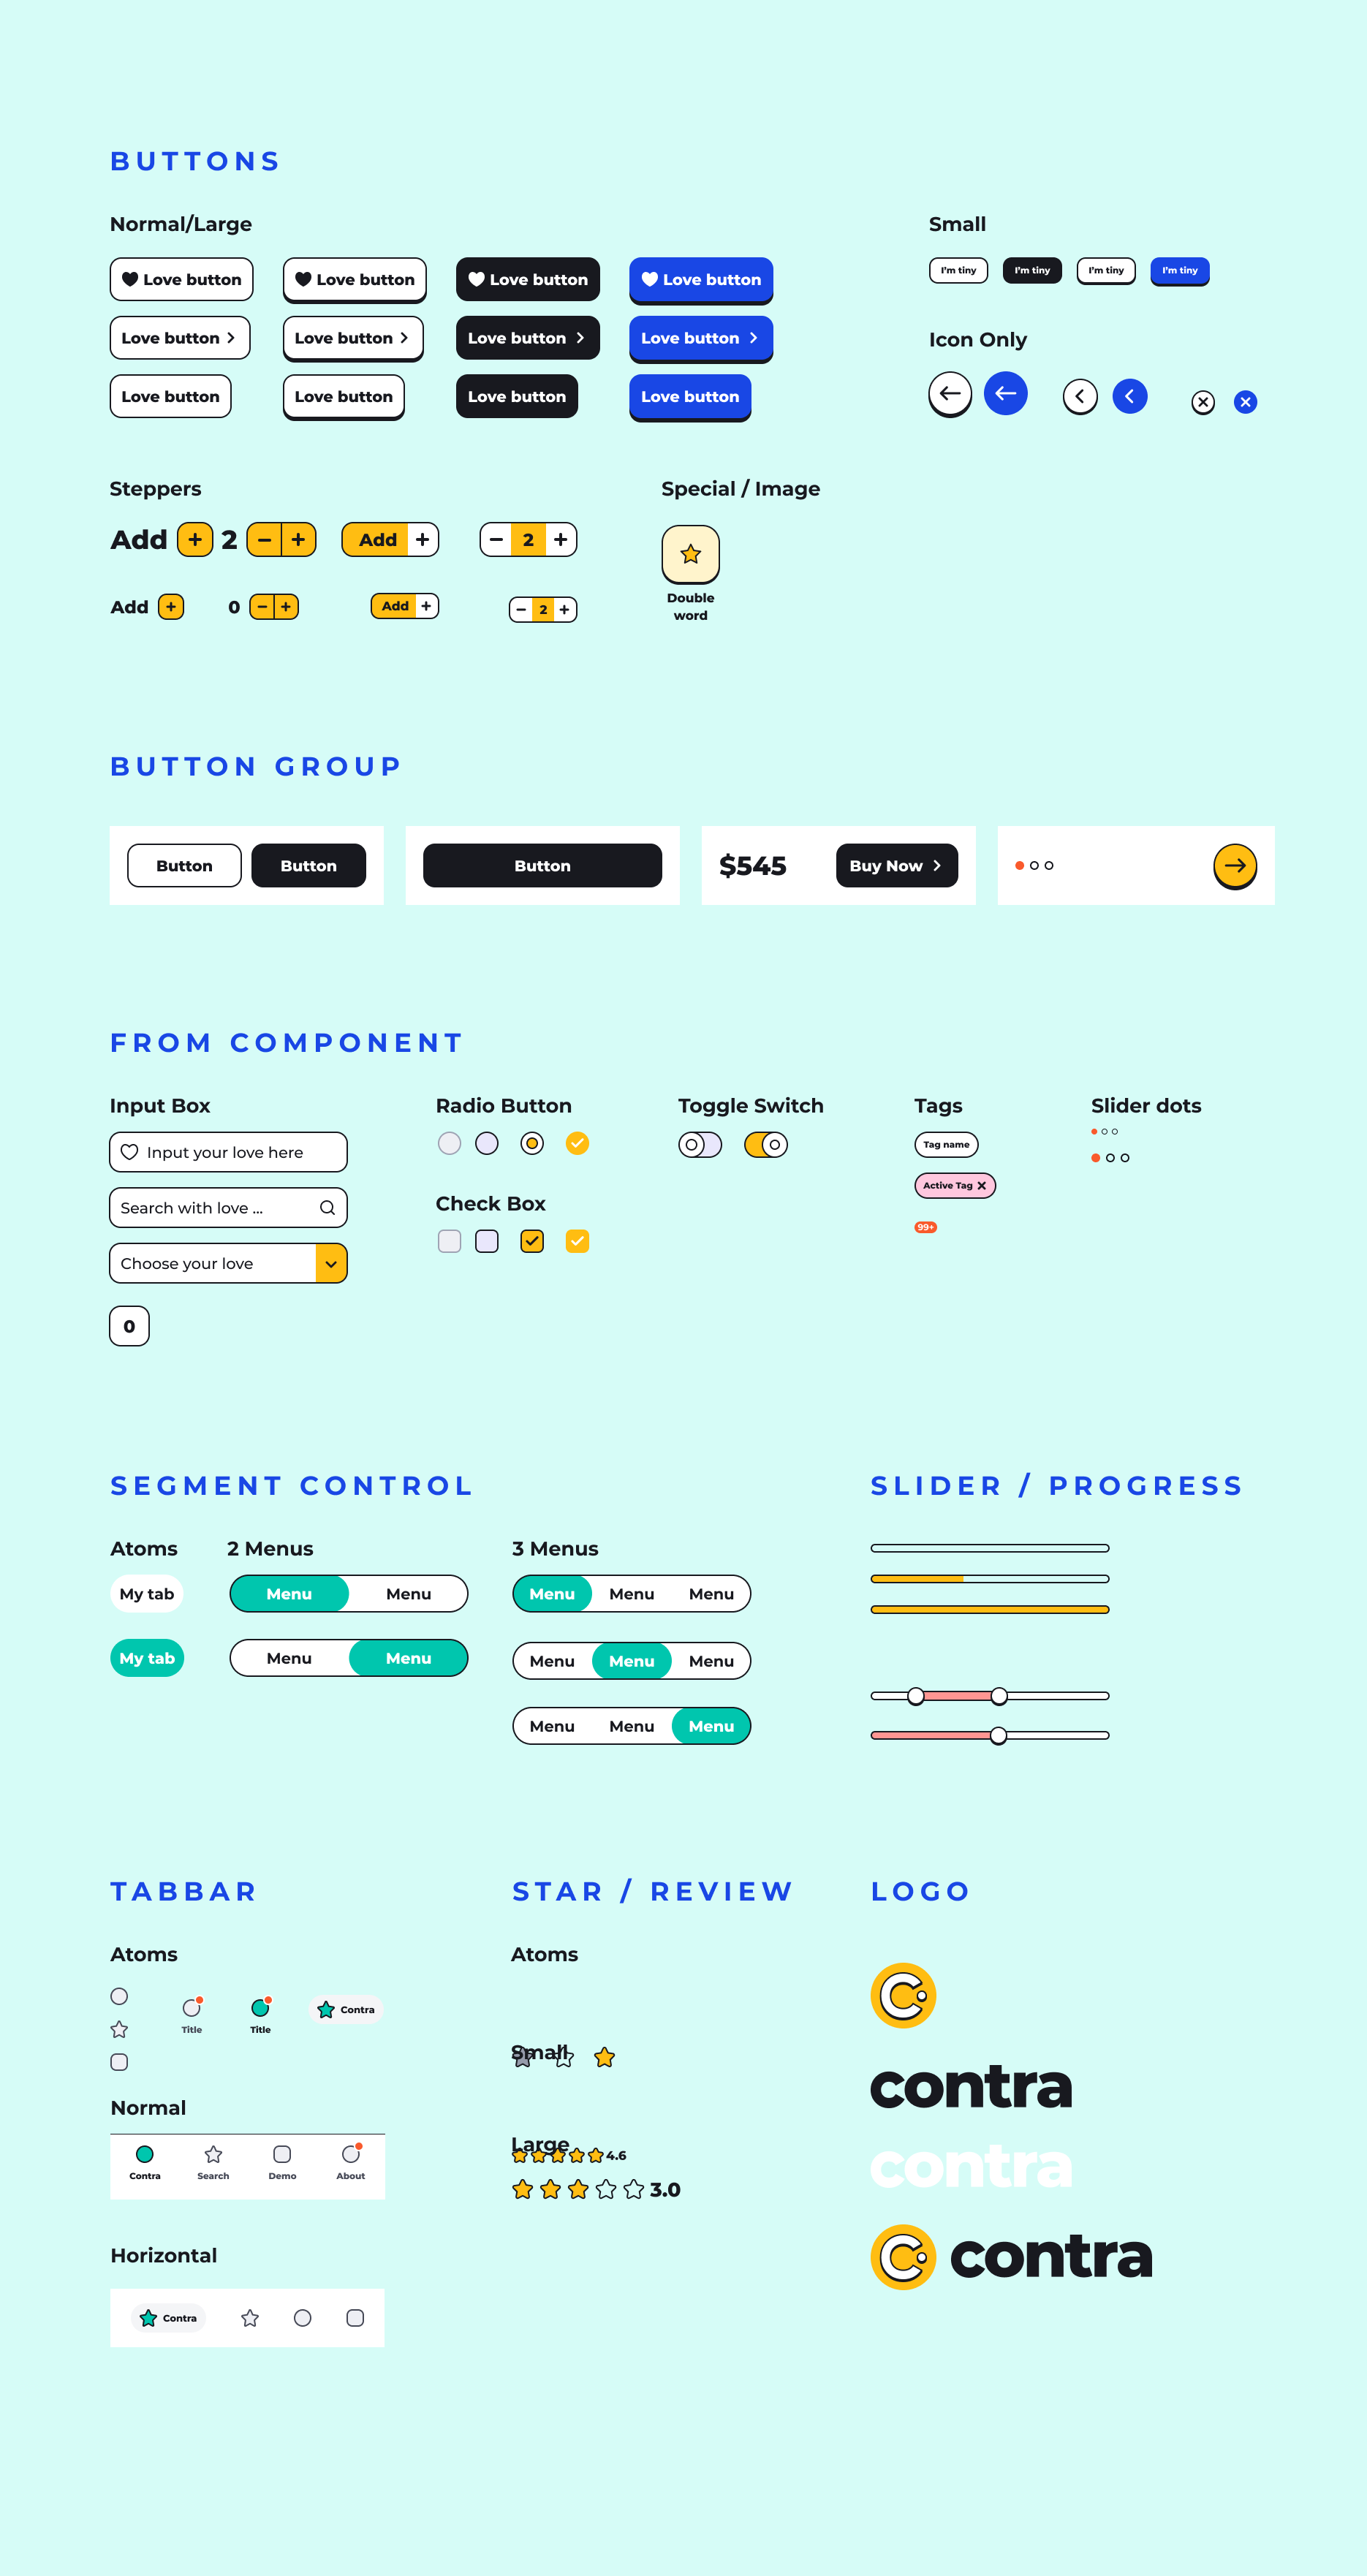 BUTTONS
Normal/Large
Love button
Love button
Love button
Love button
Love button
Love button
Love button
Love button
Love button
Love button
Love button
Love button
Small
I'm tiny
I'm tiny
I'm tiny
I'm tiny
Icon Only
Steppers
Add
2
Add
2
Add
0
Add
2
Special / Image
Double
word
BUTTON GROUP
Button
Button
Button
$545
Buy Now
FROM COMPONENT
Input Box
Input your love here
Search with love ...
Choose your love
0
Radio Button
Check Box
Toggle Switch
Tags
Tag name
Active Tag
99+
Slider dots
SEGMENT CONTROL
Atoms
My tab
My tab
2 Menus
Menu
Menu
Menu
Menu
3 Menus
Menu
Menu
Menu
Menu
Menu
Menu
Menu
Menu
Menu
SLIDER / PROGRESS
TABBAR
Atoms
Title
Title
Contra
Normal
Contra
Search
Demo
About
Horizontal
Contra
STAR / REVIEW
Atoms
Small
Large
4.6
3.0
LOGO
C
contra
contra
C
contra